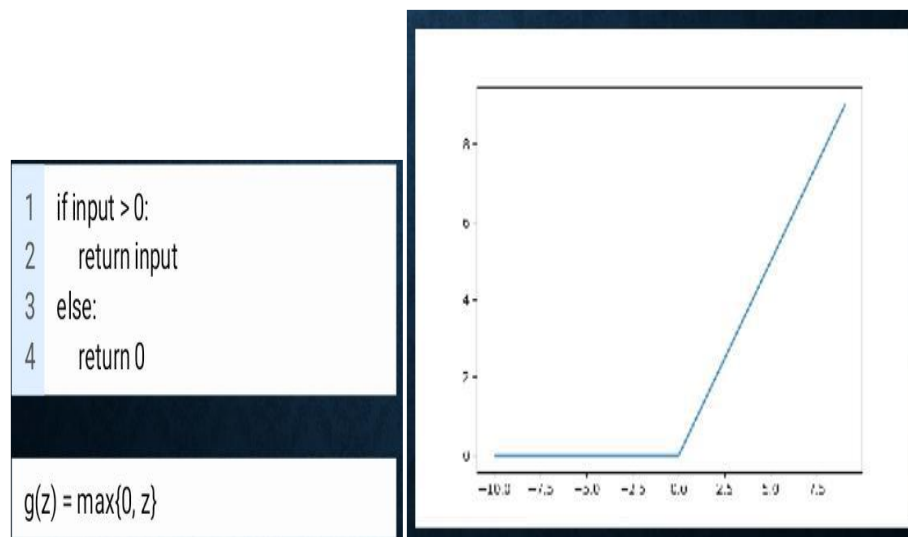 1 if input > 0:
2 return input
3 else:
4 return 0
g(z) = max{0, z}
8
6
4
2
0
−10.0 −7.5 −5.0 −2.5 0.0 2.5 5.0 7.5